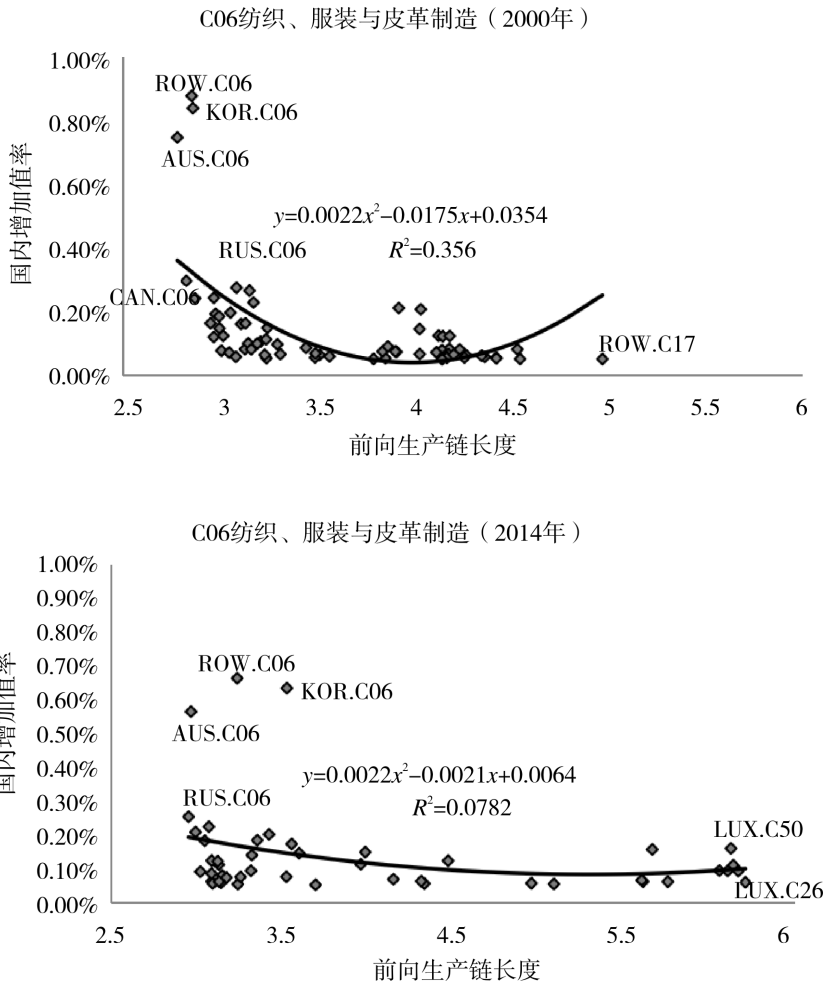 C06纺织、服装与皮革制造（2000年）
1.00%
ROW.C06
KOR.C06
0.80%
AUS.C06
0.60%
国内增加值率
y=0.0022x²−0.0175x+0.0354
0.40%
RUS.C06
R²=0.356
CAN.C06
0.20%
ROW.C17
0.00%
2.5 3 3.5 4 4.5 5 5.5 6
前向生产链长度
C06纺织、服装与皮革制造（2014年）
1.00%
0.90%
0.80%
0.70%
ROW.C06
KOR.C06
0.60%
AUS.C06
国内增加值率
0.50%
0.40%
y=0.0022x²−0.0021x+0.0064
0.30%
RUS.C06
R²=0.0782
0.20%
LUX.C50
0.10%
LUX.C26
0.00%
2.5 3.5 4.5 5.5 6
前向生产链长度